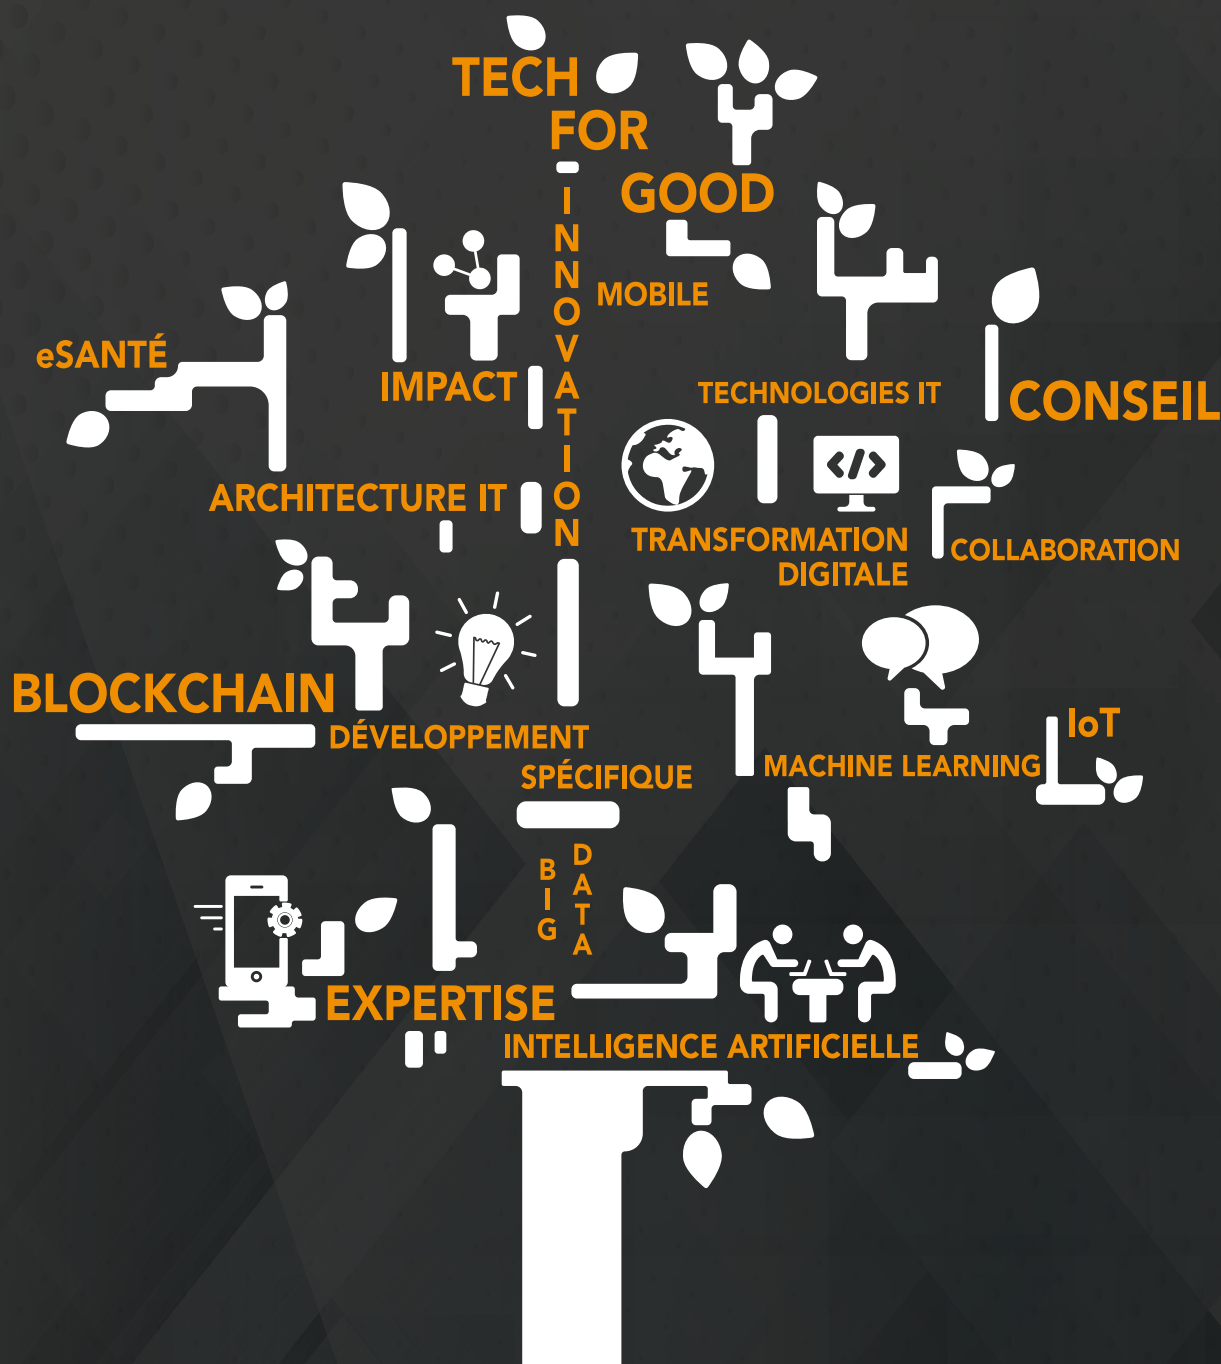 TECH
FOR
GOOD
INNOVATION
MOBILE
eSANTÉ
IMPACT
TECHNOLOGIES IT
CONSEIL
ARCHITECTURE IT
TRANSFORMATION
DIGITALE
COLLABORATION
BLOCKCHAIN
DÉVELOPPEMENT
SPÉCIFIQUE
IoT
MACHINE LEARNING
BIG
DATA
EXPERTISE
INTELLIGENCE ARTIFICIELLE